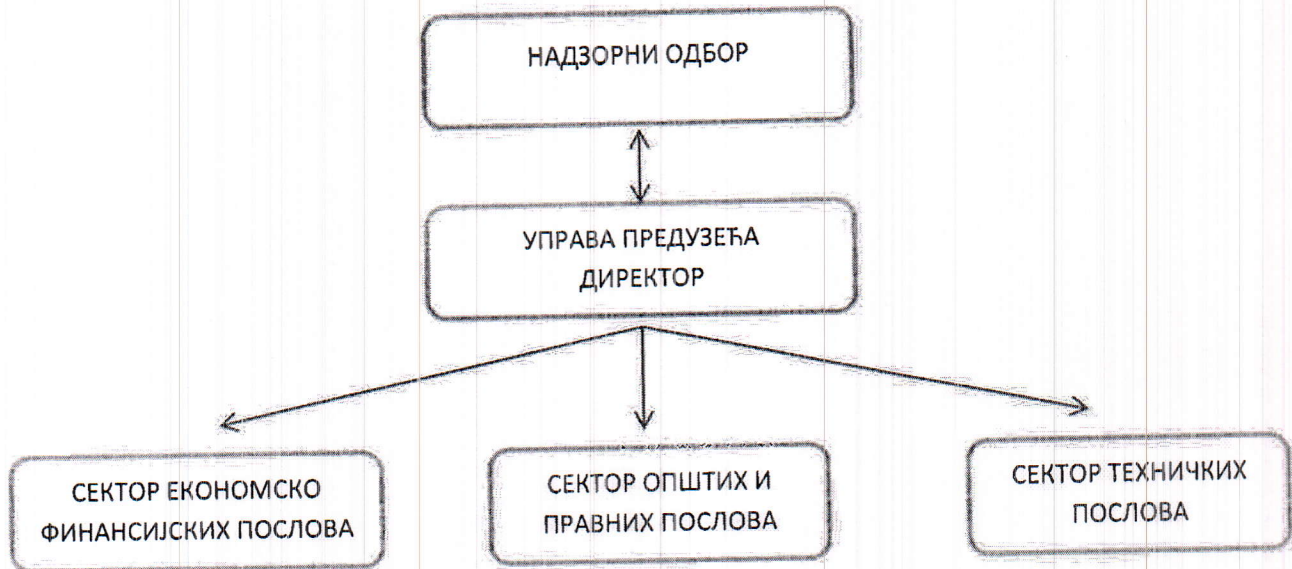 НАДЗОРНИ ОДБОР
УПРАВА ПРЕДУЗЕЋА
ДИРЕКТОР
СЕКТОР ЕКОНОМСКО
ФИНАНСИЈСКИХ ПОСЛОВА
СЕКТОР ОПШТИХ И
ПРАВНИХ ПОСЛОВА
СЕКТОР ТЕХНИЧКИХ
ПОСЛОВА